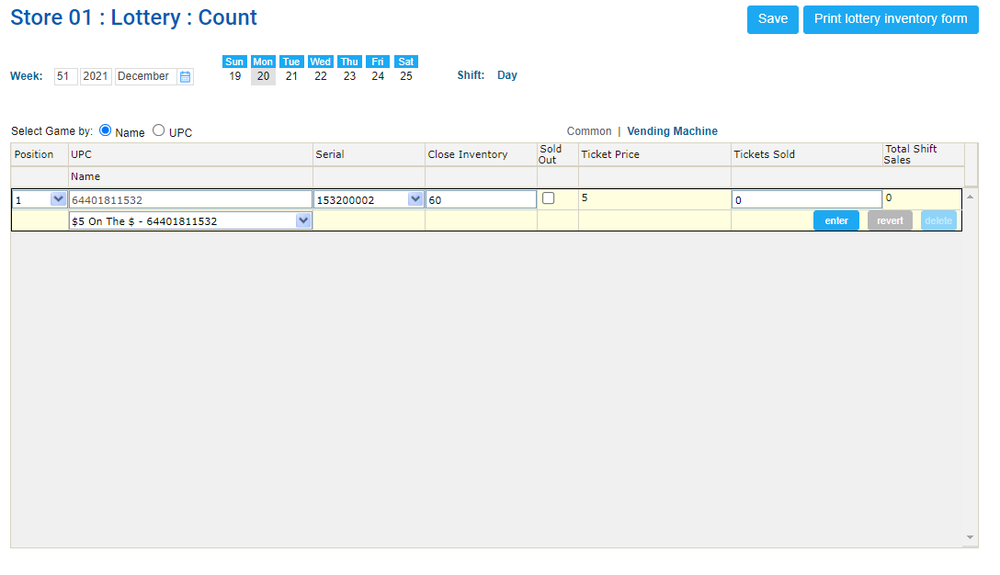 Store 01 : Lottery : Count
Save
Print lottery inventory form
Sun Mon Tue Wed Thu Fri Sat
Week: 51 2021 December 19 20 21 22 23 24 25 Shift: Day
Select Game by: Name UPC
Common | Vending Machine
Position UPC Serial Close Inventory Sold Out Ticket Price Tickets Sold Total Shift Sales
Name
1 64401811532 153200002 60 5 0 0
$5 On The $ - 64401811532 enter revert delete